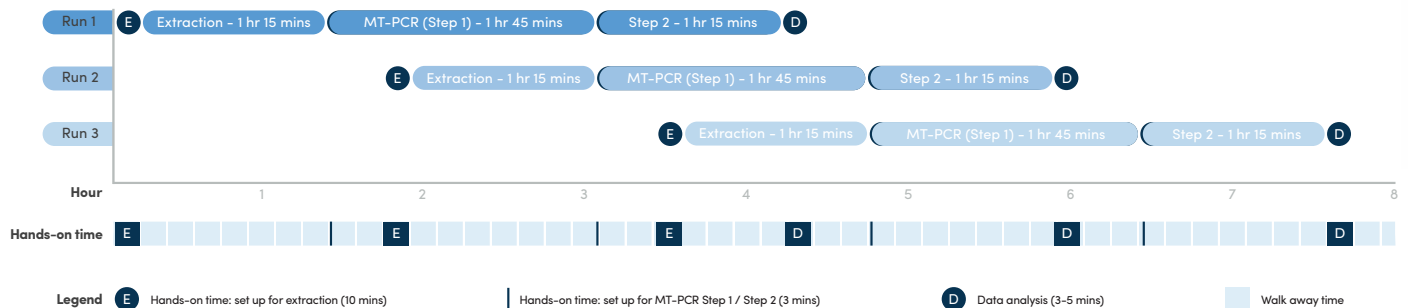 Run 1 E Extraction - 1 hr 15 mins MT-PCR (Step 1) - 1 hr 45 mins Step 2 - 1 hr 15 mins D
Run 2 E Extraction - 1 hr 15 mins MT-PCR (Step 1) - 1 hr 45 mins Step 2 - 1 hr 15 mins D
Run 3 E Extraction - 1 hr 15 mins MT-PCR (Step 1) - 1 hr 45 mins Step 2 - 1 hr 15 mins D
Hour 1 2 3 4 5 6 7 8
Hands-on time E E E D D D
Legend E Hands-on time: set up for extraction (10 mins) Hands-on time: set up for MT-PCR Step 1 / Step 2 (3 mins) D Data analysis (3-5 mins) Walk away time